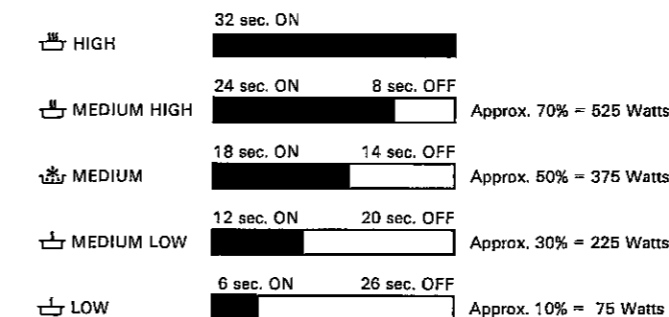 32 sec. ON
HIGH
24 sec. ON 8 sec. OFF
MEDIUM HIGH Approx. 70% = 525 Watts
18 sec. ON 14 sec. OFF
MEDIUM Approx. 50% = 375 Watts
12 sec. ON 20 sec. OFF
MEDIUM LOW Approx. 30% = 225 Watts
6 sec. ON 26 sec. OFF
LOW Approx. 10% = 75 Watts